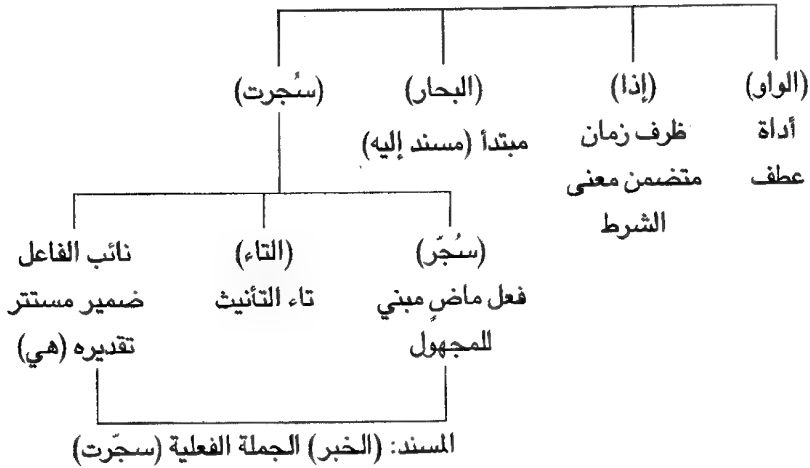 (الواو) (إذا) (البحار) (سُجرت)
أداة ظرف زمان مبتدأ (مسند إليه)
عطف متضمن معنى
الشرط
(سُجّر) (التاء) نائب الفاعل
فعل ماضٍ مبني تاء التأنيث ضمير مستتر
للمجهول تقديره (هي)
المسند: (الخبر) الجملة الفعلية (سجّرت)